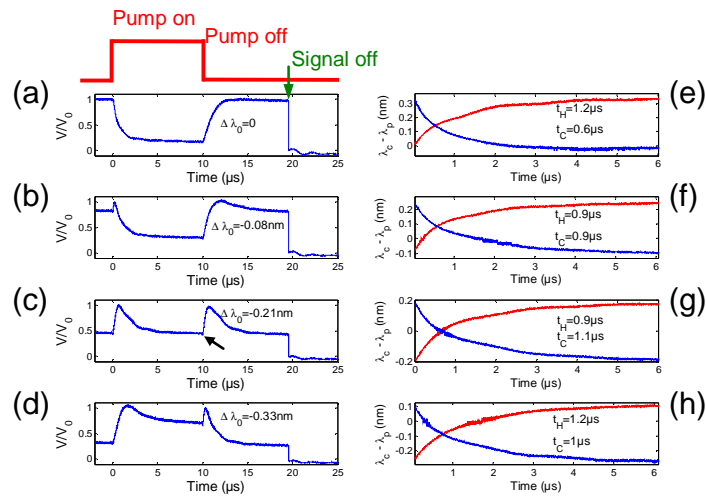 Pump on
Pump off
Signal off
(a)
V/V0
1
0.5
0
Δ λ0=0
0 5 10 15 20 25
Time (μs)
(b)
V/V0
1
0.5
0
Δ λ0=-0.08nm
0 5 10 15 20 25
Time (μs)
(c)
V/V0
1
0.5
0
Δ λ0=-0.21nm
0 5 10 15 20 25
Time (μs)
(d)
V/V0
1
0.5
0
Δ λ0=-0.33nm
0 5 10 15 20 25
Time (μs)
(e)
λc - λp (nm)
0.3
0.2
0.1
0
tH=1.2μs
tC=0.6μs
1 2 3 4 5 6
Time (μs)
(f)
λc - λp (nm)
0.2
0.1
0
-0.1
tH=0.9μs
tC=0.9μs
1 2 3 4 5 6
Time (μs)
(g)
λc - λp (nm)
0.2
0
-0.2
tH=0.9μs
tC=1.1μs
0 1 2 3 4 5 6
Time (μs)
(h)
λc - λp (nm)
0.1
0
-0.1
-0.2
tH=1.2μs
tC=1μs
0 1 2 3 4 5 6
Time (μs)